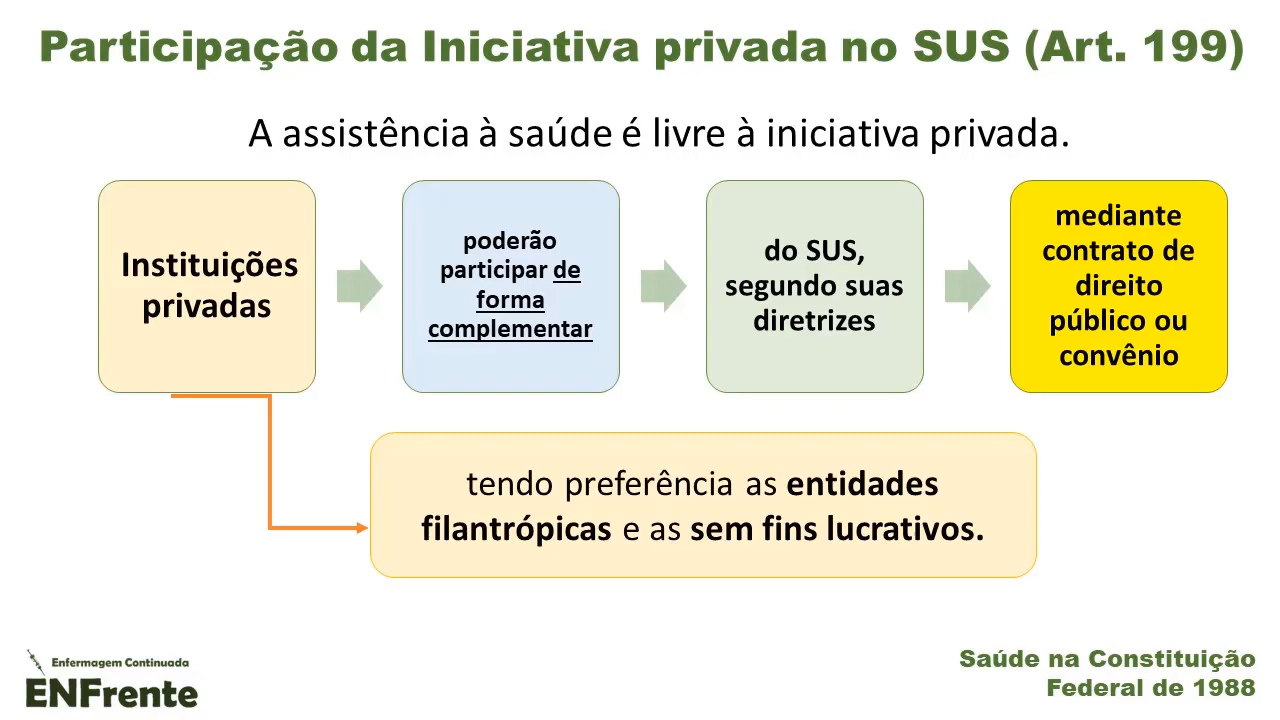 Participação da Iniciativa privada no SUS (Art. 199)
A assistência à saúde é livre à iniciativa privada.
Instituições
privadas
poderão
participar de
forma
complementar
do SUS,
segundo suas
diretrizes
mediante
contrato de
direito
público ou
convênio
tendo preferência as entidades
filantrópicas e as sem fins lucrativos.
Enfermagem Continuada
ENFrente
Saúde na Constituição
Federal de 1988